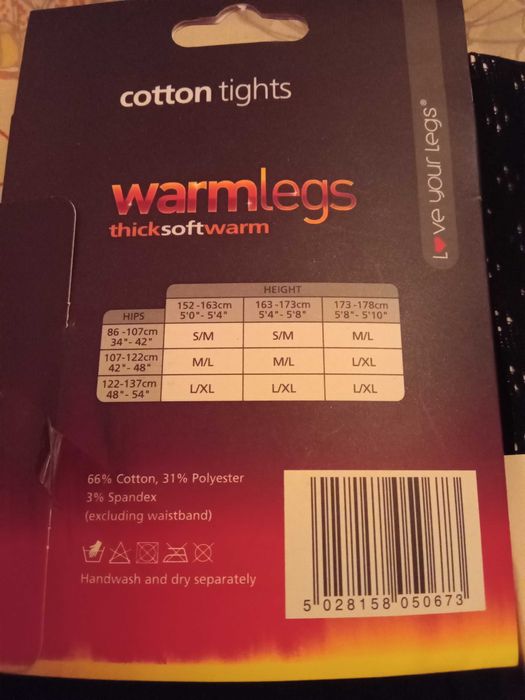 cotton tights
Love your legs®
warmlegs
thicksoftwarm
HEIGHT
HIPS 152-163cm 163-173cm 173-178cm
5'0"- 5'4" 5'4"- 5'8" 5'8"- 5'10"
86 -107cm
34"- 42" S/M S/M M/L
107-122cm
42"- 48" M/L M/L L/XL
122-137cm
48"- 54" L/XL L/XL L/XL
66% Cotton, 31% Polyester
3% Spandex
(excluding waistband)
Handwash and dry separately
5 028158 050673